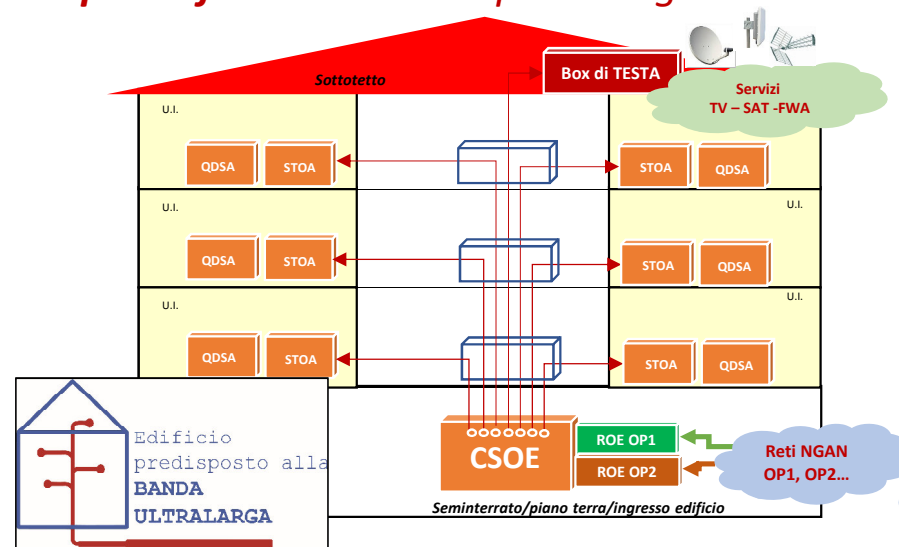 Sottotetto
Box di TESTA
Servizi
TV – SAT -FWA
U.I.
QDSA
STOA
STOA
QDSA
U.I.
U.I.
QDSA
STOA
STOA
QDSA
U.I.
U.I.
QDSA
STOA
STOA
QDSA
Edificio
predisposto alla
BANDA
ULTRALARGA
CSOE
ROE OP1
ROE OP2
Reti NGAN
OP1, OP2...
Seminterrato/piano terra/ingresso edificio